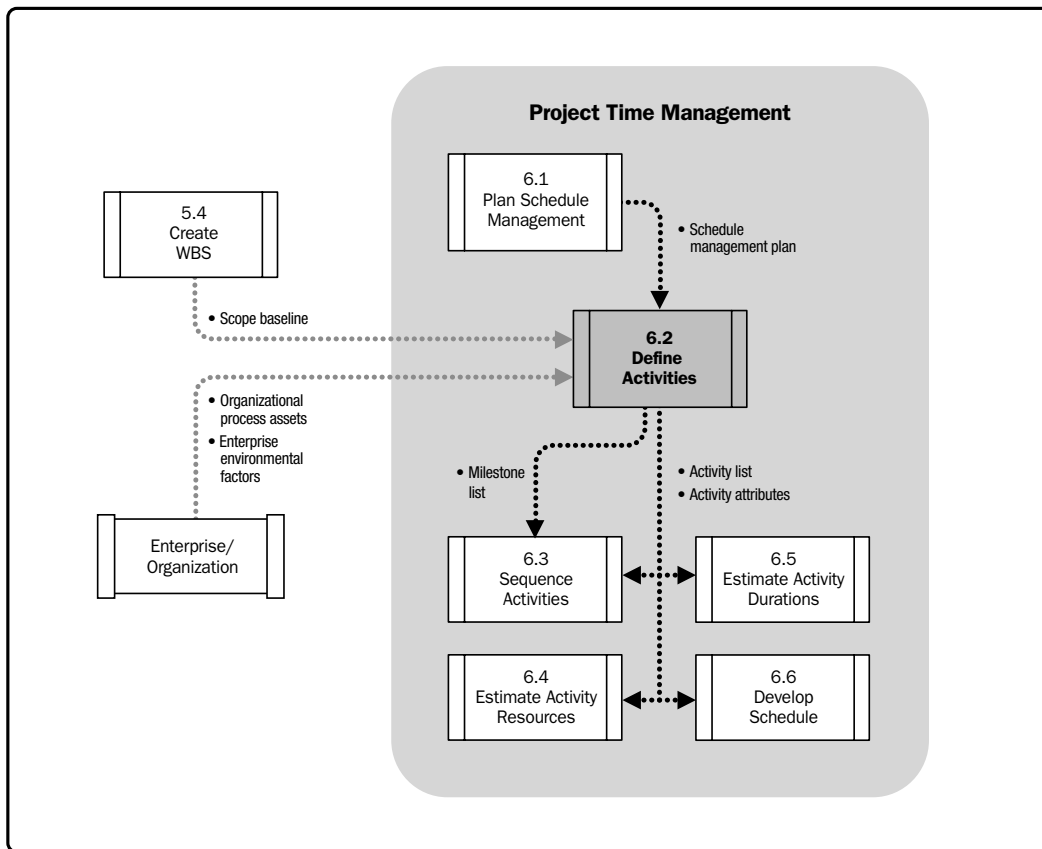 Project Time Management
6.1
Plan Schedule
Management
5.4
Create
WBS
• Schedule
management plan
• Scope baseline
6.2
Define
Activities
• Organizational
process assets
• Enterprise
environmental
factors
• Milestone
list
• Activity list
• Activity attributes
Enterprise/
Organization
6.3
Sequence
Activities
6.5
Estimate Activity
Durations
6.4
Estimate Activity
Resources
6.6
Develop
Schedule